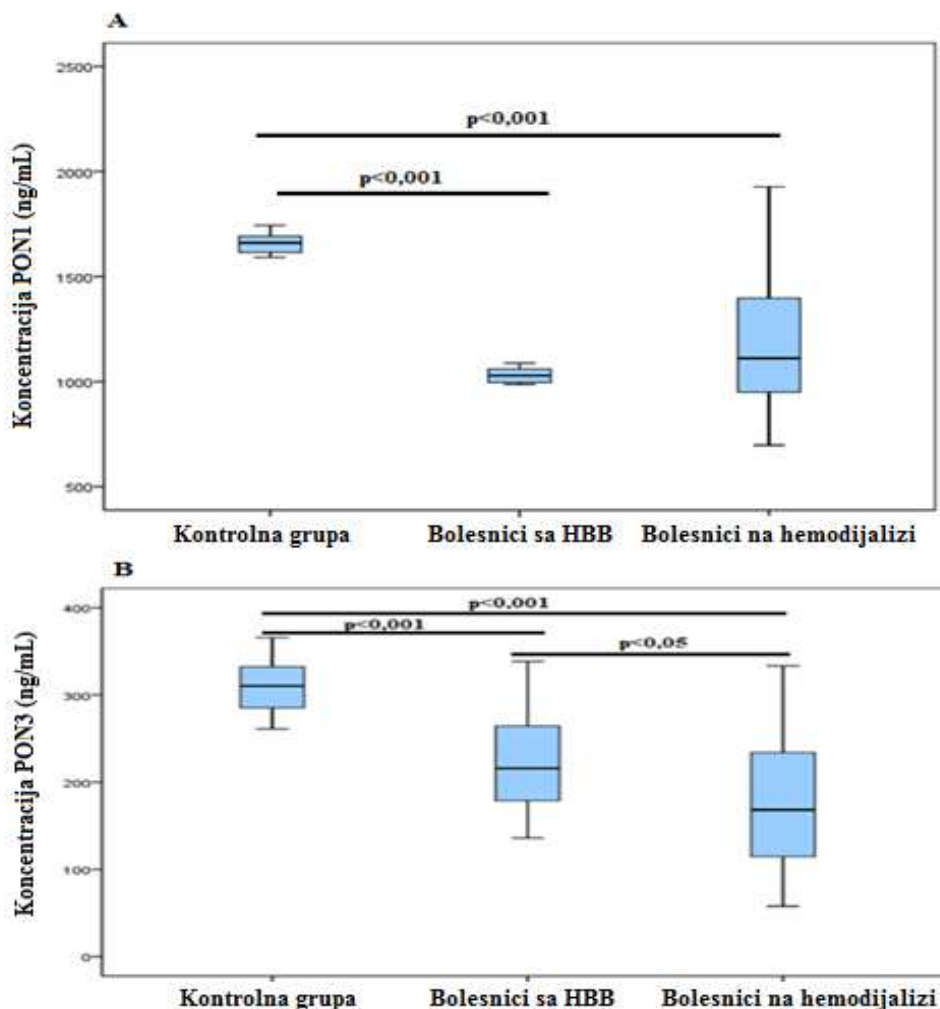 A
Koncentracija PON1 (ng/mL)
2500
2000
1500
1000
500
p<0,001
p<0,001
Kontrolna grupa
Bolesnici sa HBB
Bolesnici na hemodijalizi
B
Koncentracija PON3 (ng/mL)
400
300
200
100
0
p<0,001
p<0,001
p<0,05
Kontrolna grupa
Bolesnici sa HBB
Bolesnici na hemodijalizi